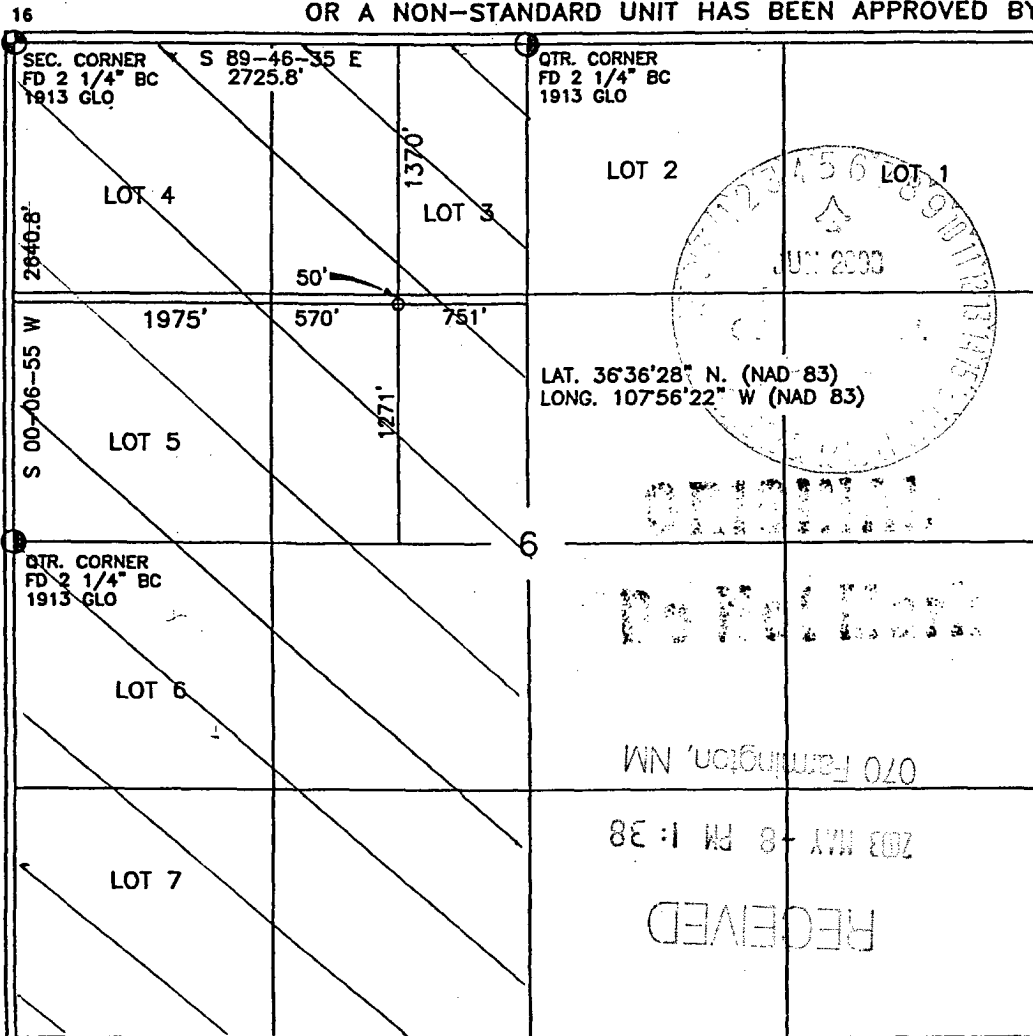 16
OR A NON-STANDARD UNIT HAS BEEN APPROVED BY
SEC. CORNER
FD 2 1/4" BC
1913 GLO
S 89-46-35 E
2725.8'
QTR. CORNER
FD 2 1/4" BC
1913 GLO
1370'
LOT 4
LOT 3
LOT 2
LOT 1
2640.8'
S 00-06-55 W
50'
1975'
570'
751'
1271'
LAT. 36°36'28" N. (NAD 83)
LONG. 107°56'22" W (NAD 83)
LOT 5
6
QTR. CORNER
FD 2 1/4" BC
1913 GLO
LOT 6
LOT 7
070 Farmington, NM
MAY -8 PM 1:38
RECEIVED